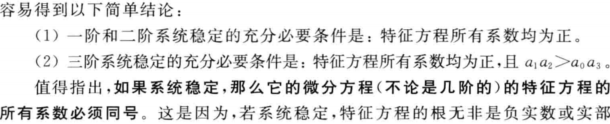 容易得到以下简单结论：
（1）一阶和二阶系统稳定的充分必要条件是：特征方程所有系数均为正。
（2）三阶系统稳定的充分必要条件是：特征方程所有系数均为正，且 a₁a₂>a₀a₃。
值得指出，如果系统稳定，那么它的微分方程（不论是几阶的）的特征方程的
所有系数必须同号。这是因为，若系统稳定，特征方程的根无非是负实数或实部